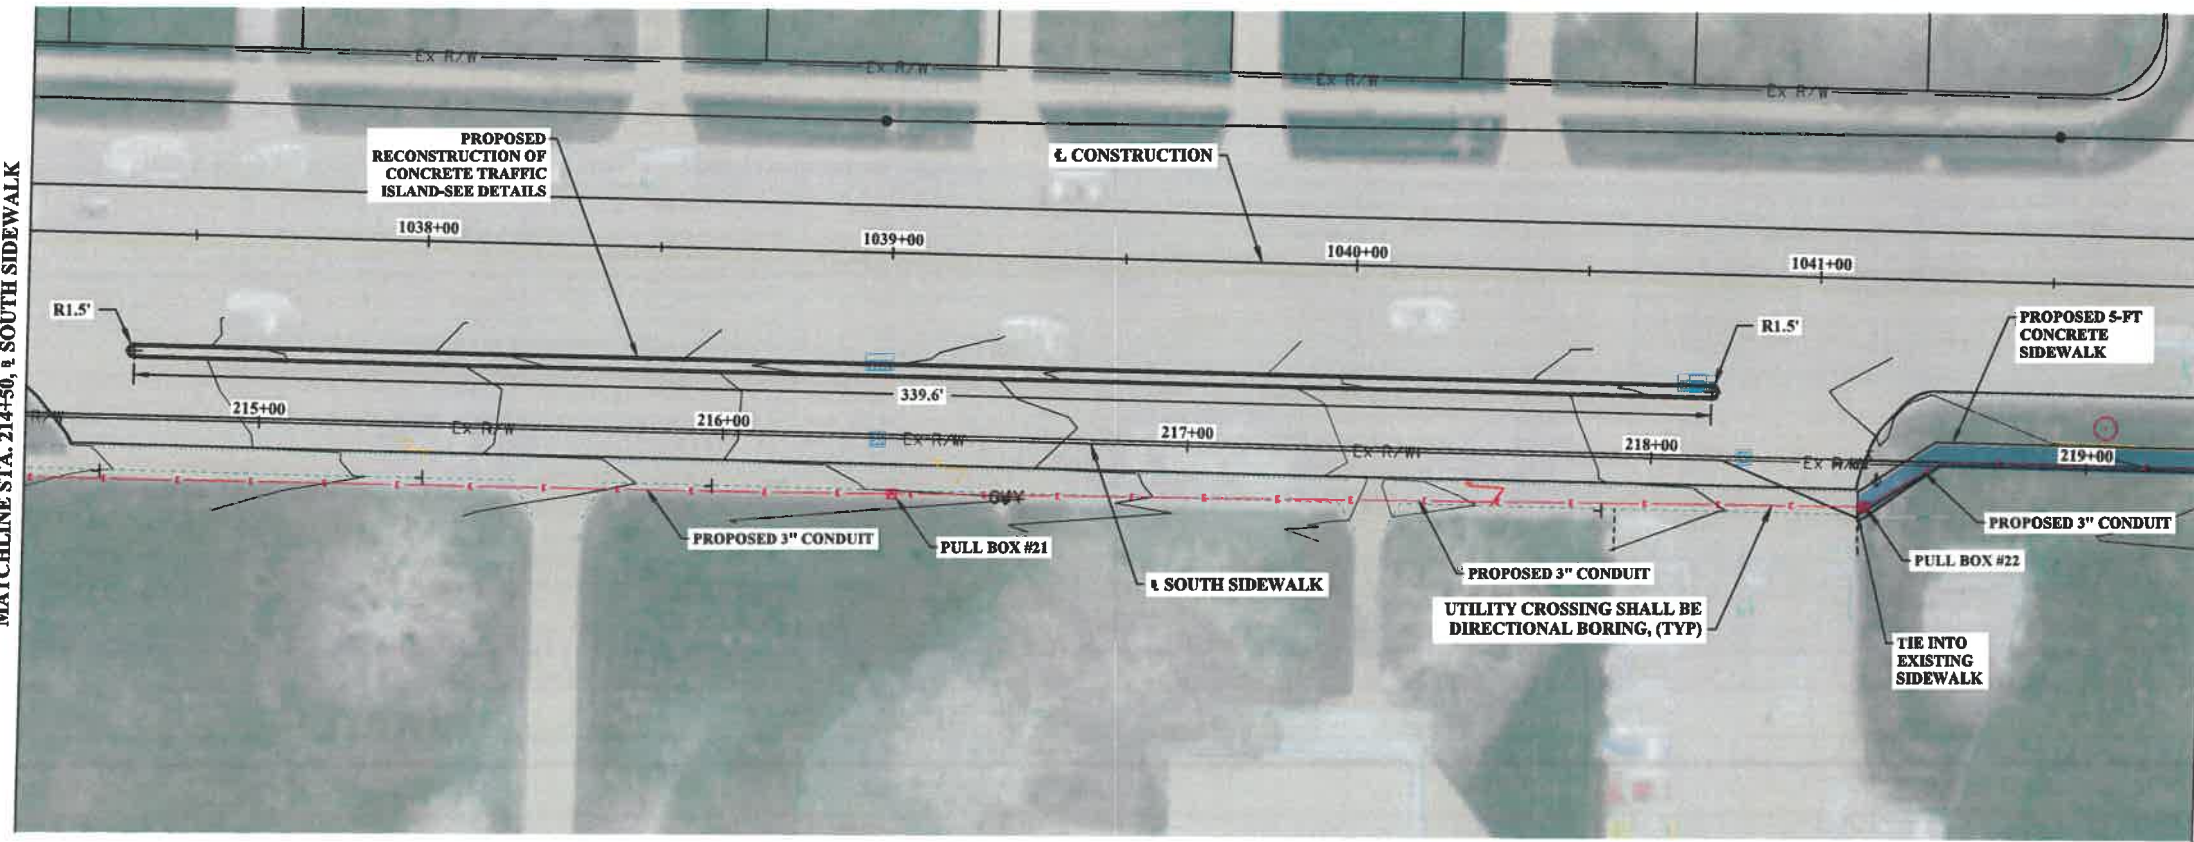 MATCHLINE STA. 214+50, ⅊ SOUTH SIDEWALK
Ex R/W
Ex R/W
Ex R/W
Ex R/W
PROPOSED
RECONSTRUCTION OF
CONCRETE TRAFFIC
ISLAND-SEE DETAILS
℄ CONSTRUCTION
1038+00
1039+00
1040+00
1041+00
R1.5'
R1.5'
PROPOSED 5-FT
CONCRETE
SIDEWALK
339.6'
215+00
216+00
217+00
218+00
219+00
R/W
Ex R/W
Ex R/W
Ex R/W
Ex R/W
GUY
PROPOSED 3" CONDUIT
PULL BOX #21
⅊ SOUTH SIDEWALK
PROPOSED 3" CONDUIT
UTILITY CROSSING SHALL BE
DIRECTIONAL BORING, (TYP)
PROPOSED 3" CONDUIT
PULL BOX #22
TIE INTO
EXISTING
SIDEWALK